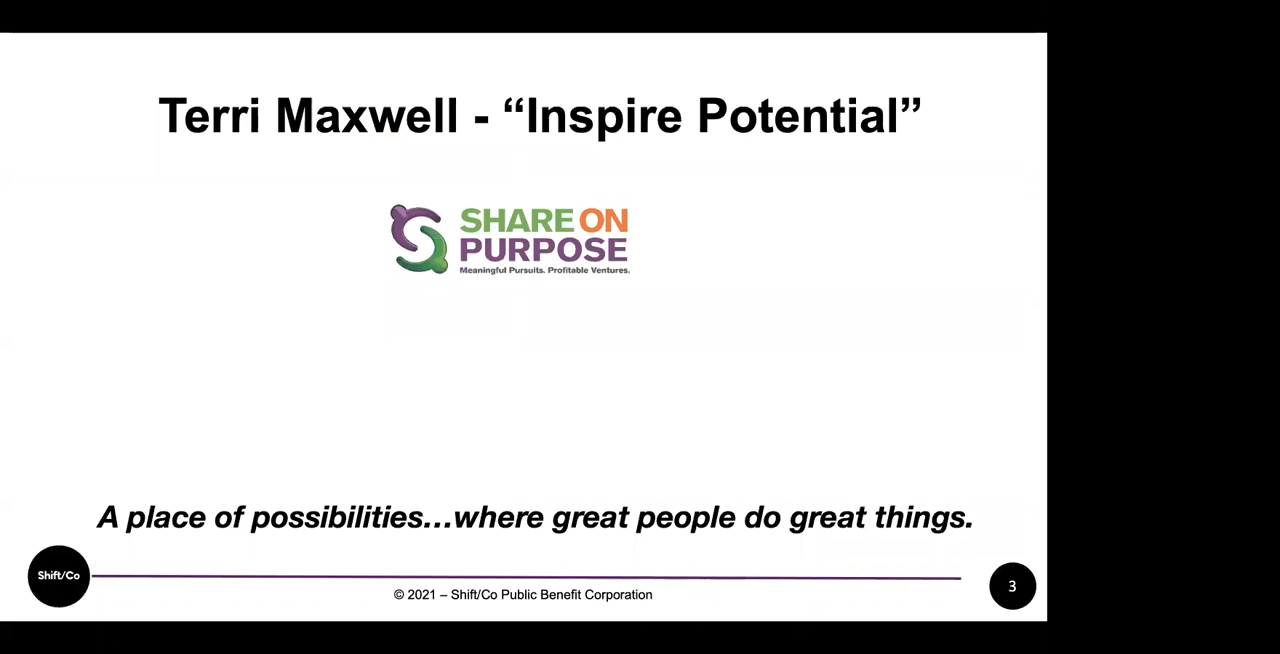 Terri Maxwell - “Inspire Potential”
SHARE ON
PURPOSE
Meaningful Pursuits. Profitable Ventures.
A place of possibilities...where great people do great things.
Shift/Co
© 2021 – Shift/Co Public Benefit Corporation
3